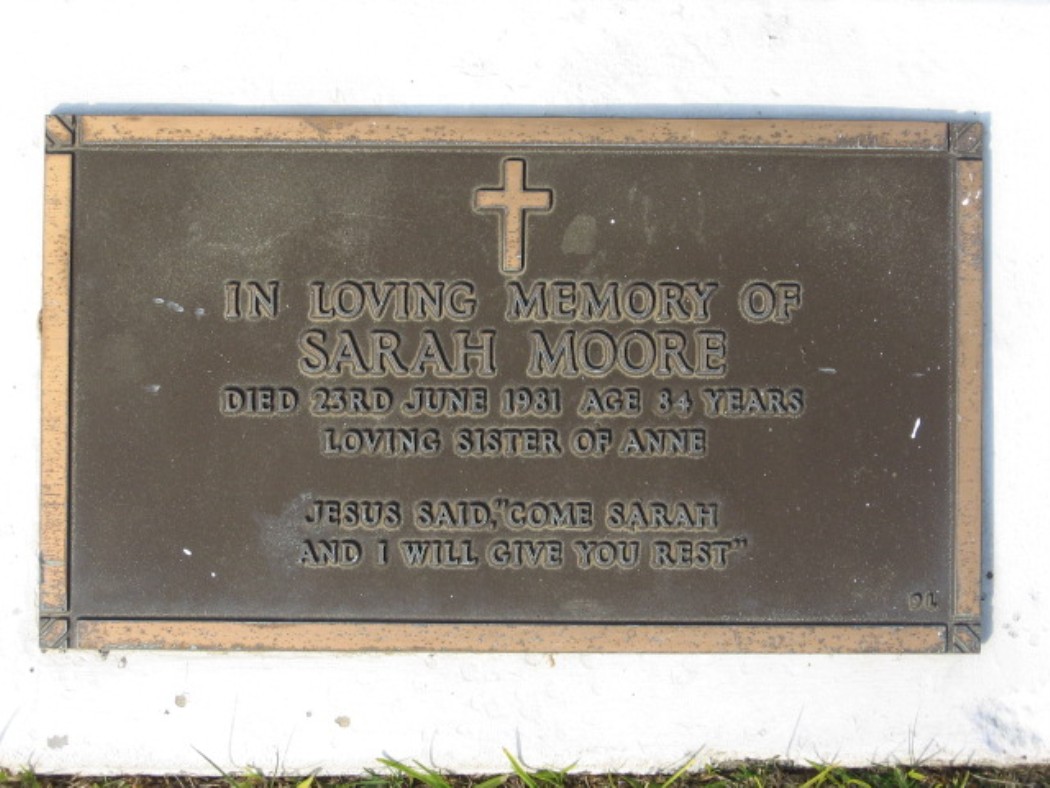 IN LOVING MEMORY OF
SARAH MOORE
DIED 23RD JUNE 1981 AGE 84 YEARS
LOVING SISTER OF ANNE
JESUS SAID,"COME SARAH
AND I WILL GIVE YOU REST"